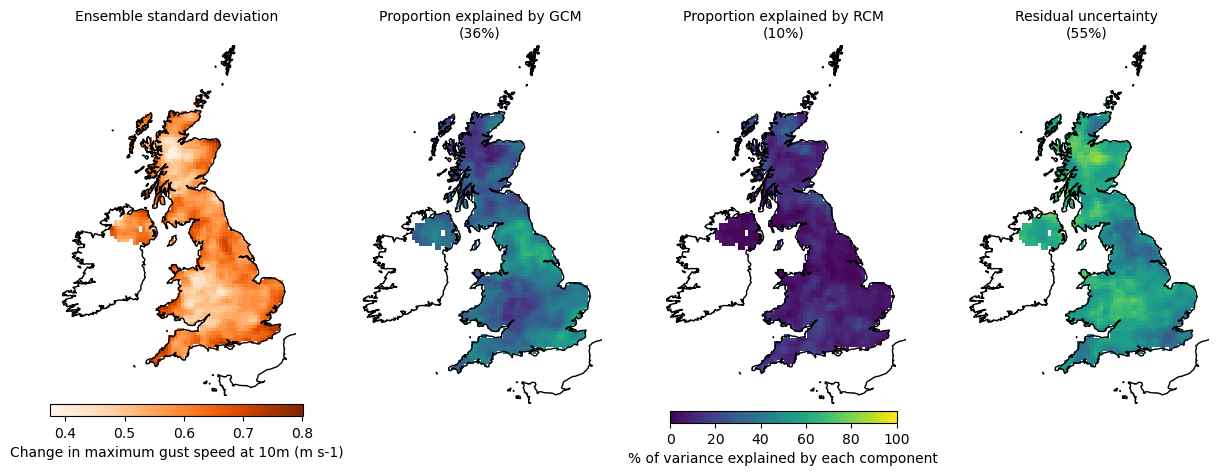 Ensemble standard deviation
Proportion explained by GCM
(36%)
Proportion explained by RCM
(10%)
Residual uncertainty
(55%)
0.4 0.5 0.6 0.7 0.8
Change in maximum gust speed at 10m (m s-1)
0 20 40 60 80 100
% of variance explained by each component